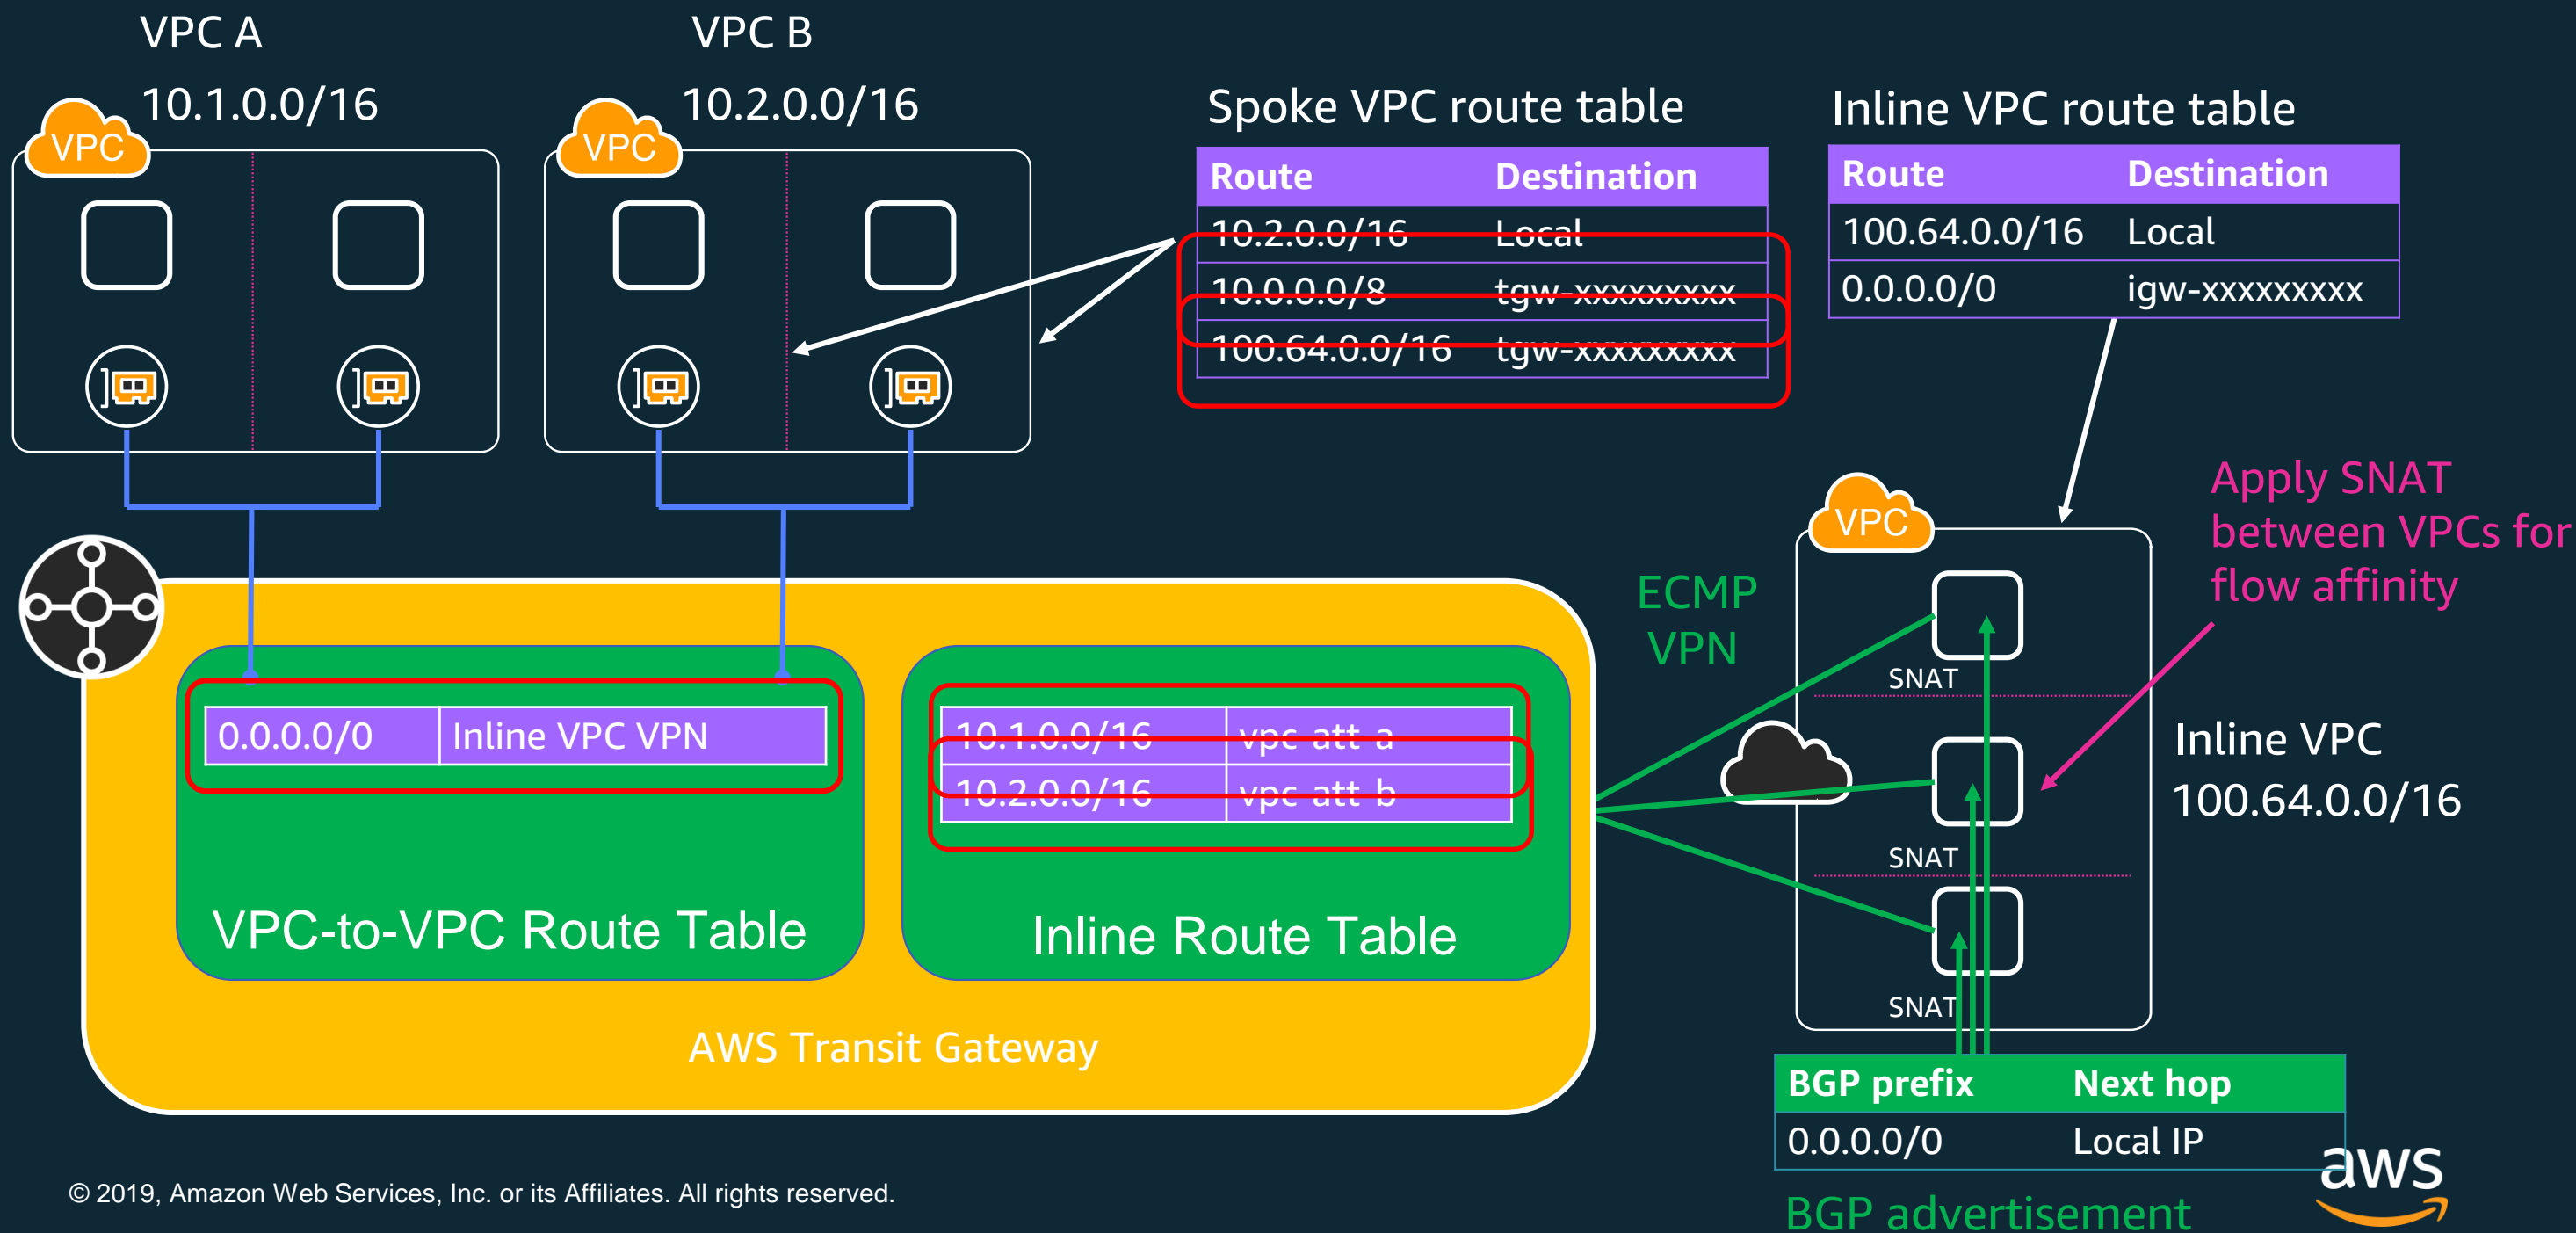 VPC A
10.1.0.0/16
VPC
VPC B
10.2.0.0/16
VPC
Spoke VPC route table
Route Destination
10.2.0.0/16 Local
10.0.0.0/8 tgw-xxxxxxxxx
100.64.0.0/16 tgw-xxxxxxxxx
Inline VPC route table
Route Destination
100.64.0.0/16 Local
0.0.0.0/0 igw-xxxxxxxxx
Apply SNAT
between VPCs for
flow affinity
VPC
ECMP
VPN
SNAT
SNAT
SNAT
Inline VPC
100.64.0.0/16
0.0.0.0/0 Inline VPC VPN
VPC-to-VPC Route Table
10.1.0.0/16 vpc-att-a
10.2.0.0/16 vpc-att-b
Inline Route Table
AWS Transit Gateway
BGP prefix Next hop
0.0.0.0/0 Local IP
BGP advertisement
© 2019, Amazon Web Services, Inc. or its Affiliates. All rights reserved.
aws